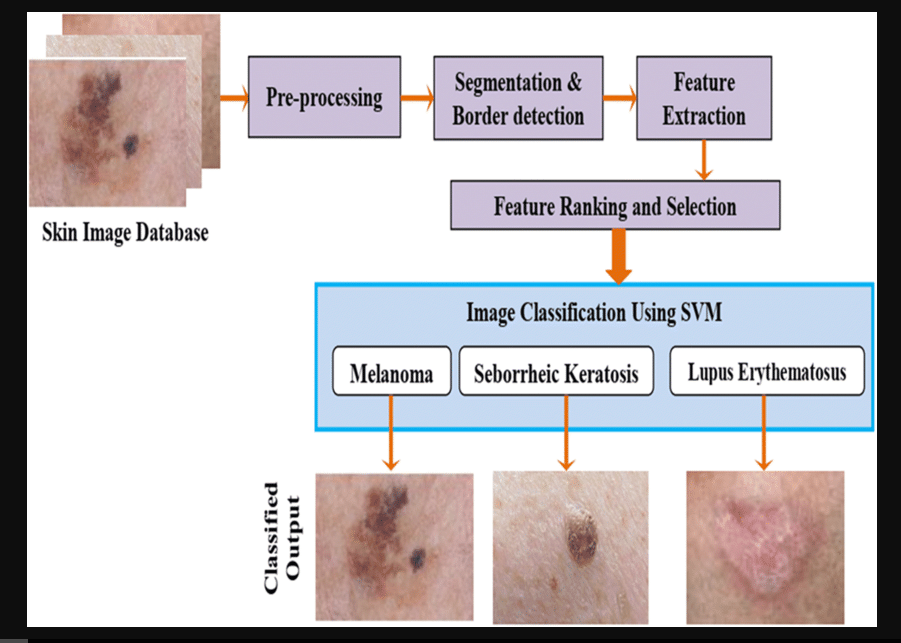 Skin Image Database
Pre-processing
Segmentation &
Border detection
Feature
Extraction
Feature Ranking and Selection
Image Classification Using SVM
Melanoma
Seborrheic Keratosis
Lupus Erythematosus
Classified
Output